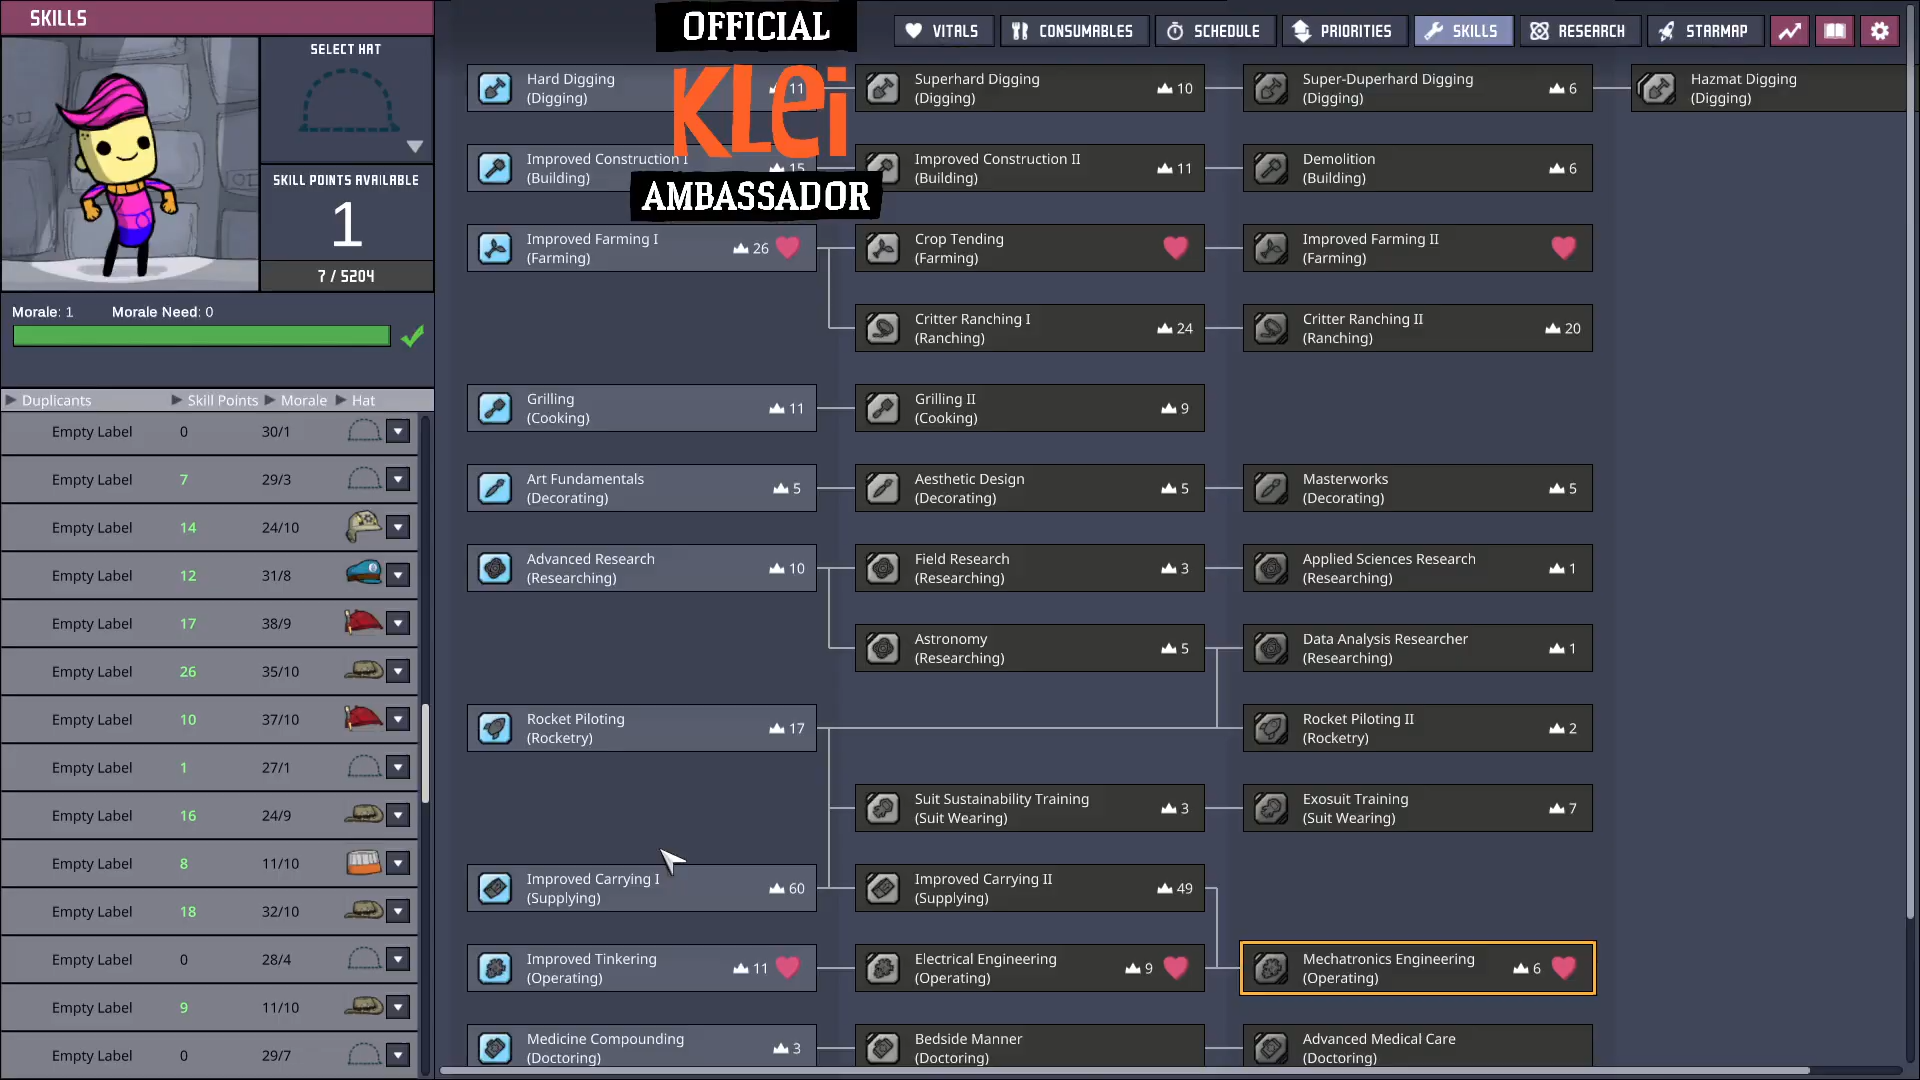 SKILLS
OFFICIAL
KLei
AMBASSADOR
VITALS
CONSUMABLES
SCHEDULE
PRIORITIES
SKILLS
RESEARCH
STARMAP
SELECT HAT
SKILL POINTS AVAILABLE
1
7 / 5204
Morale: 1
Morale Need: 0
Duplicants Skill Points Morale Hat
Empty Label 0 30/1
Empty Label 7 29/3
Empty Label 14 24/10
Empty Label 12 31/8
Empty Label 17 38/9
Empty Label 26 35/10
Empty Label 10 37/10
Empty Label 1 27/1
Empty Label 16 24/9
Empty Label 8 11/10
Empty Label 18 32/10
Empty Label 0 28/4
Empty Label 9 11/10
Empty Label 0 29/7
Hard Digging
(Digging)
11
Superhard Digging
(Digging)
10
Super-Duperhard Digging
(Digging)
6
Hazmat Digging
(Digging)
Improved Construction I
(Building)
15
Improved Construction II
(Building)
11
Demolition
(Building)
6
Improved Farming I
(Farming)
26
Crop Tending
(Farming)
Improved Farming II
(Farming)
Critter Ranching I
(Ranching)
24
Critter Ranching II
(Ranching)
20
Grilling
(Cooking)
11
Grilling II
(Cooking)
9
Art Fundamentals
(Decorating)
5
Aesthetic Design
(Decorating)
5
Masterworks
(Decorating)
5
Advanced Research
(Researching)
10
Field Research
(Researching)
3
Applied Sciences Research
(Researching)
1
Astronomy
(Researching)
5
Data Analysis Researcher
(Researching)
1
Rocket Piloting
(Rocketry)
17
Rocket Piloting II
(Rocketry)
2
Suit Sustainability Training
(Suit Wearing)
3
Exosuit Training
(Suit Wearing)
7
Improved Carrying I
(Supplying)
60
Improved Carrying II
(Supplying)
49
Improved Tinkering
(Operating)
11
Electrical Engineering
(Operating)
9
Mechatronics Engineering
(Operating)
6
Medicine Compounding
(Doctoring)
3
Bedside Manner
(Doctoring)
Advanced Medical Care
(Doctoring)